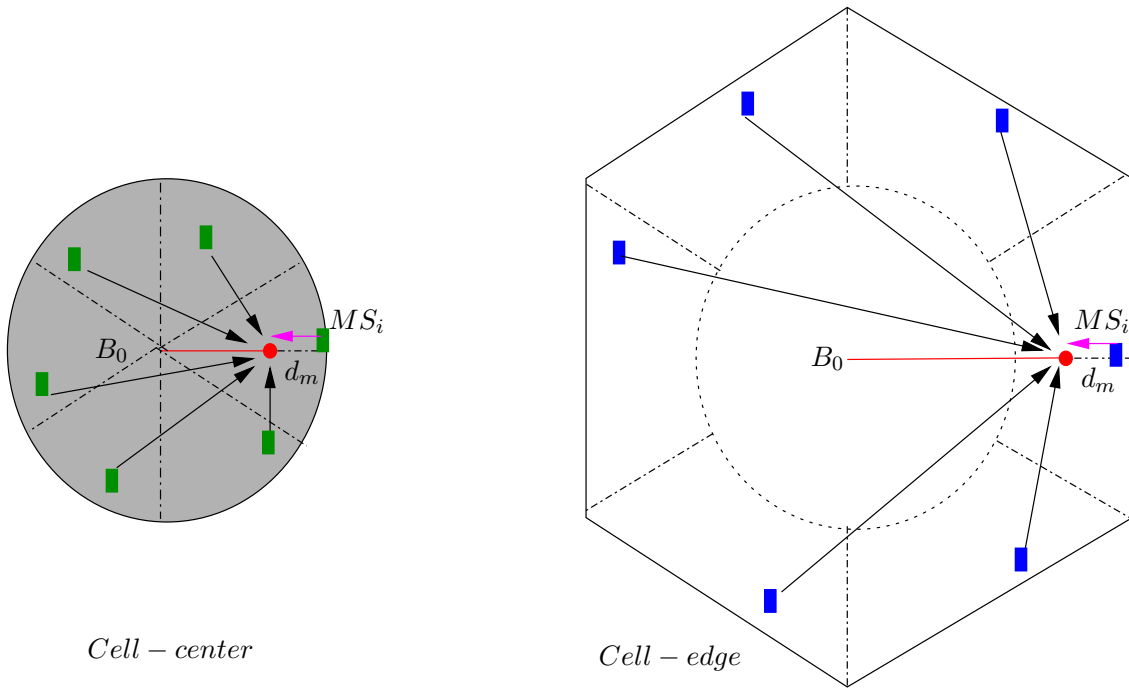 MS_i
B_0
d_m
Cell − center
MS_i
B_0
d_m
Cell − edge